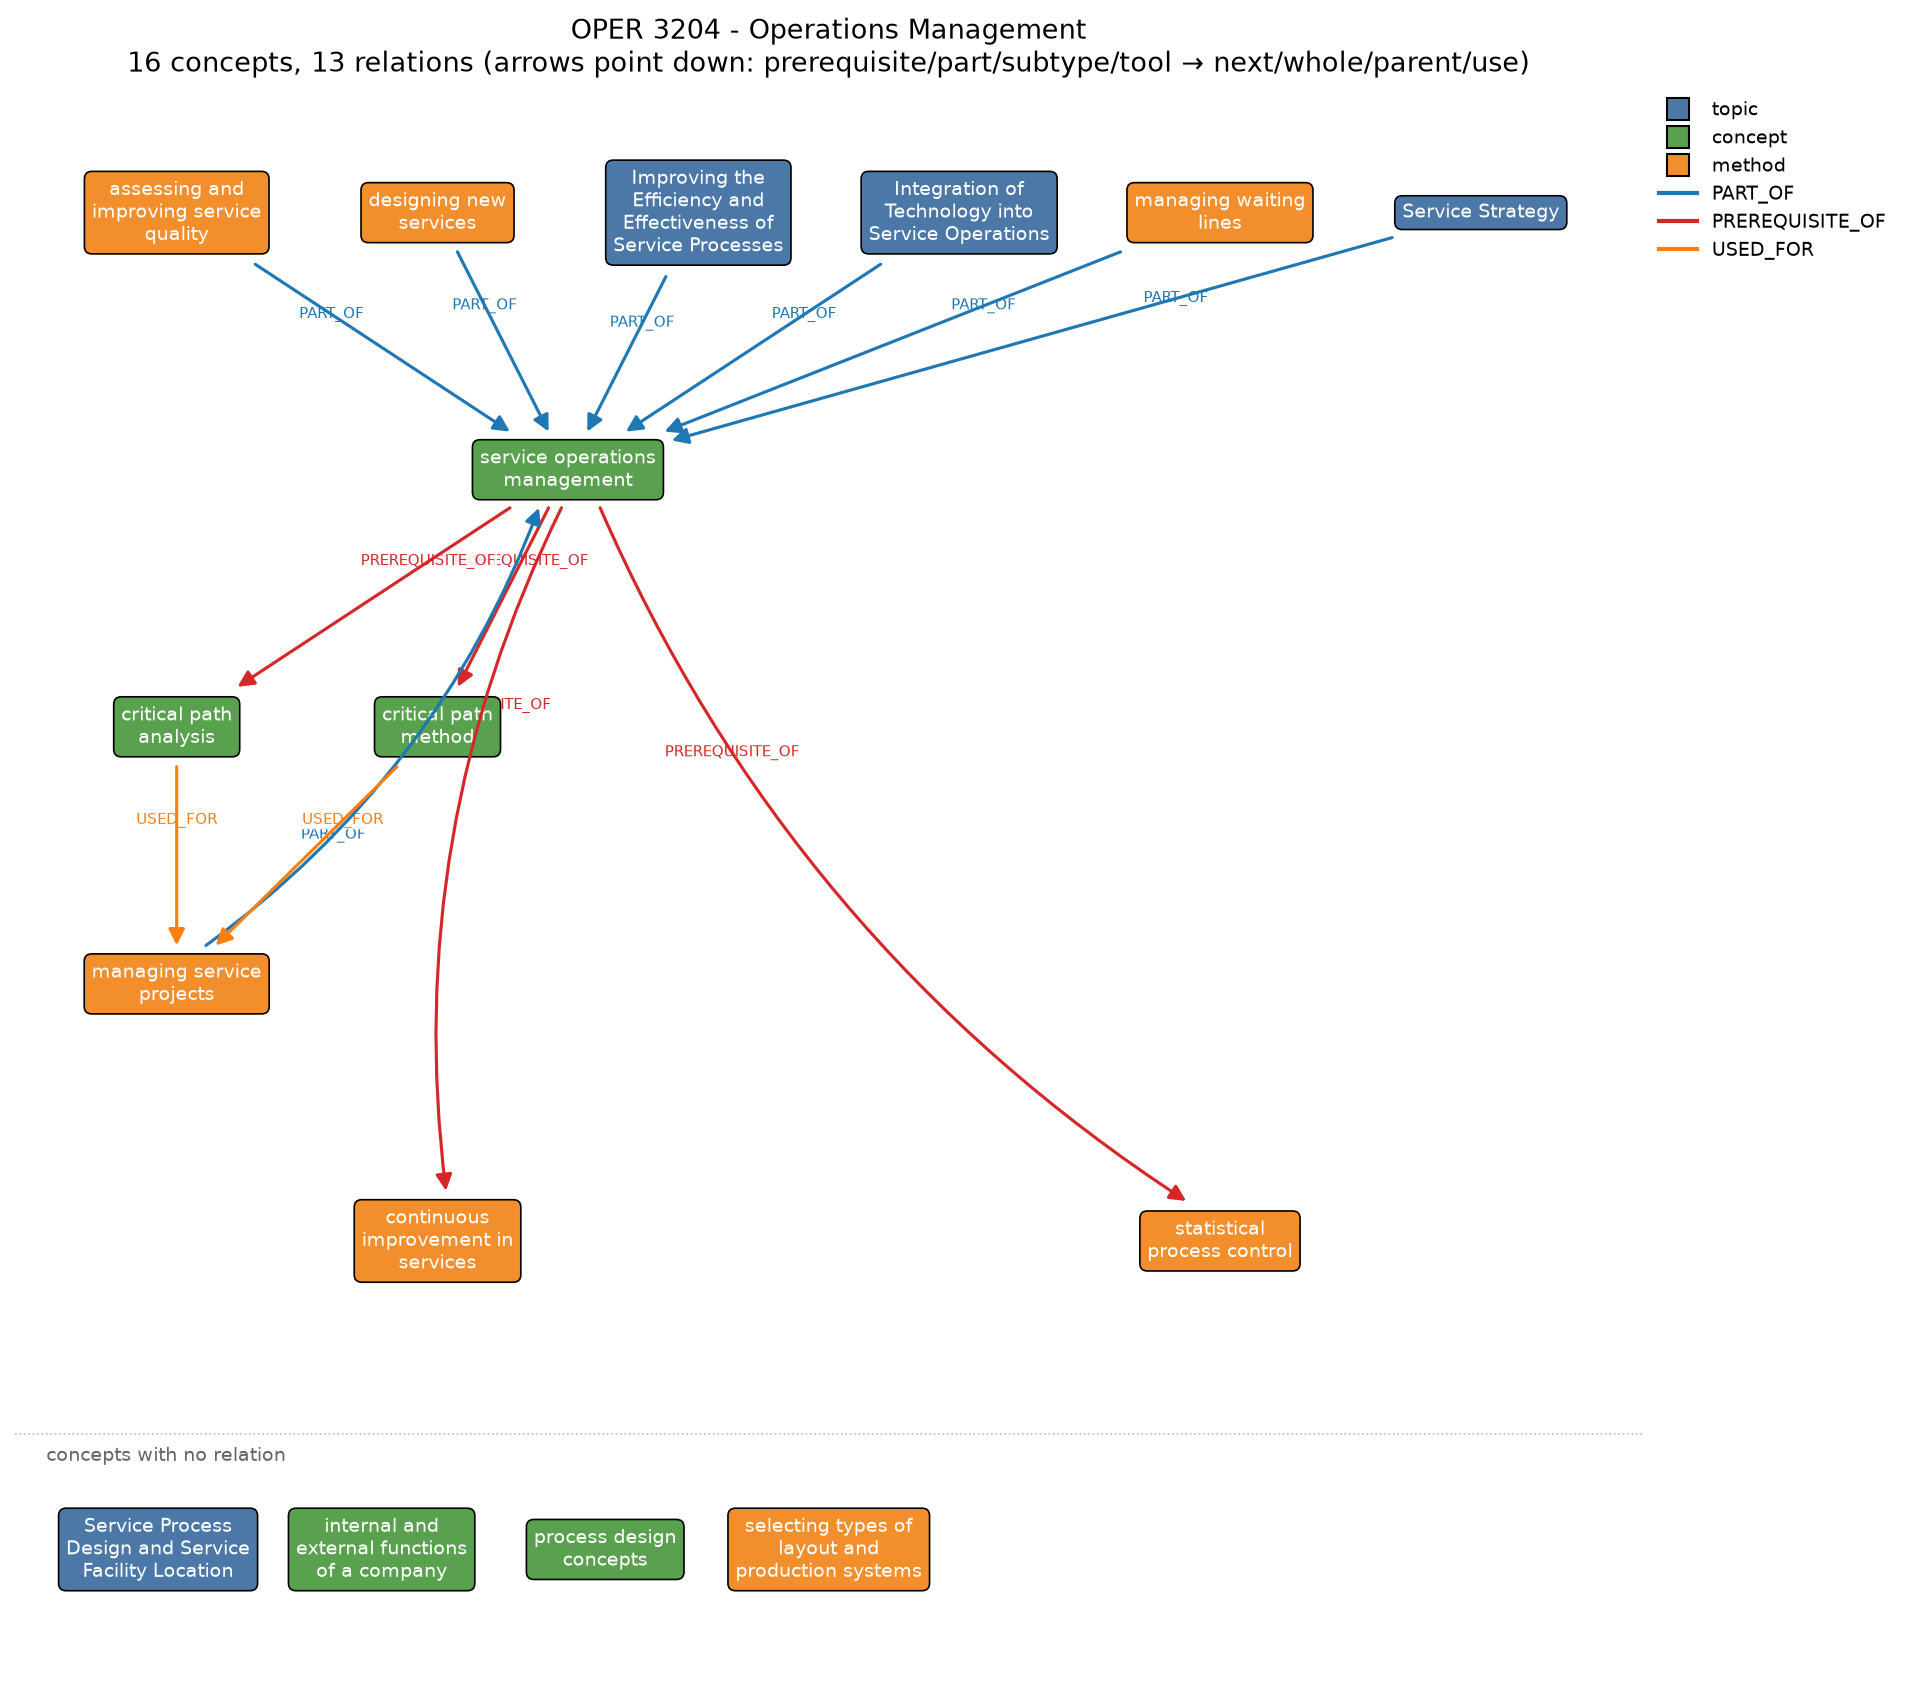 OPER 3204 - Operations Management
16 concepts, 13 relations (arrows point down: prerequisite/part/subtype/tool → next/whole/parent/use)
topic
concept
method
PART_OF
PREREQUISITE_OF
USED_FOR
assessing and
improving service
quality
designing new
services
Improving the
Efficiency and
Effectiveness of
Service Processes
Integration of
Technology into
Service Operations
managing waiting
lines
Service Strategy
PART_OF
PART_OF
PART_OF
PART_OF
PART_OF
PART_OF
service operations
management
PREREQUISITE_OF
EQUISITE_OF
critical path
analysis
critical path
method
ITE_OF
PREREQUISITE_OF
USED_FOR
USED_FOR
PART_OF
managing service
projects
continuous
improvement in
services
statistical
process control
concepts with no relation
Service Process
Design and Service
Facility Location
internal and
external functions
of a company
process design
concepts
selecting types of
layout and
production systems